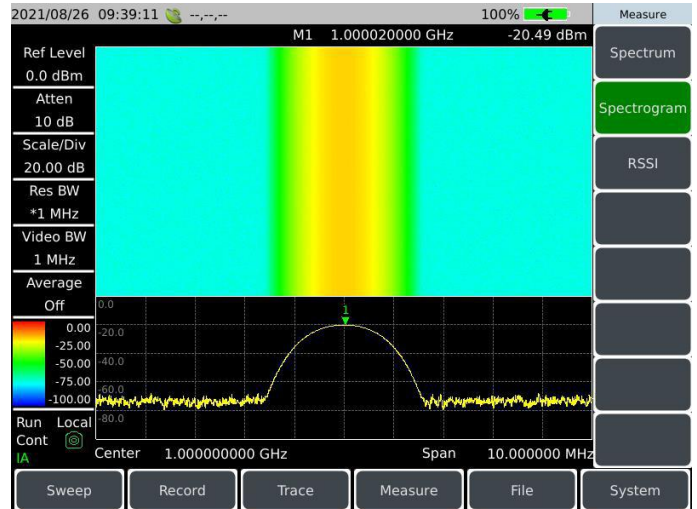 2021/08/26 09:39:11 --,--,-- 100% Measure
M1 1.000020000 GHz -20.49 dBm
Ref Level
0.0 dBm
Atten
10 dB
Scale/Div
20.00 dB
Res BW
*1 MHz
Video BW
1 MHz
Average
Off
0.00
-25.00
-50.00
-75.00
-100.00
Run Local
Cont
IA
0.0
-20.0
-40.0
-60.0
-80.0
1
Center 1.000000000 GHz Span 10.000000 MHz
Spectrum
Spectrogram
RSSI
Sweep Record Trace Measure File System